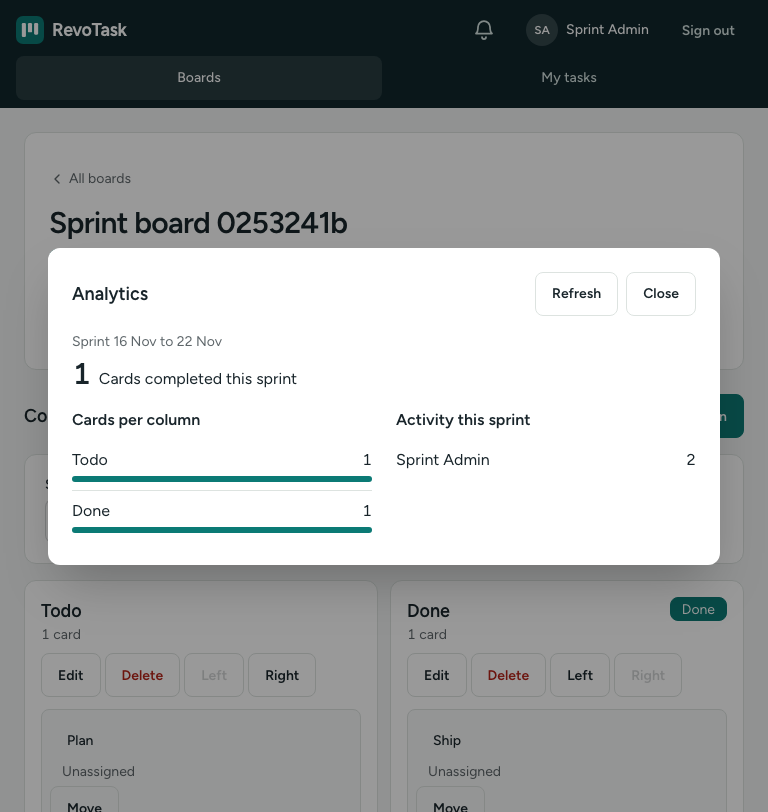 RevoTask
SA Sprint Admin Sign out
Boards My tasks
All boards
Sprint board 0253241b
Analytics Refresh Close
Sprint 16 Nov to 22 Nov
1 Cards completed this sprint
Cards per column Activity this sprint
Todo 1 Sprint Admin 2
Done 1
Todo Done Done
1 card 1 card
Edit Delete Left Right Edit Delete Left Right
Plan Ship
Unassigned Unassigned
Move Move